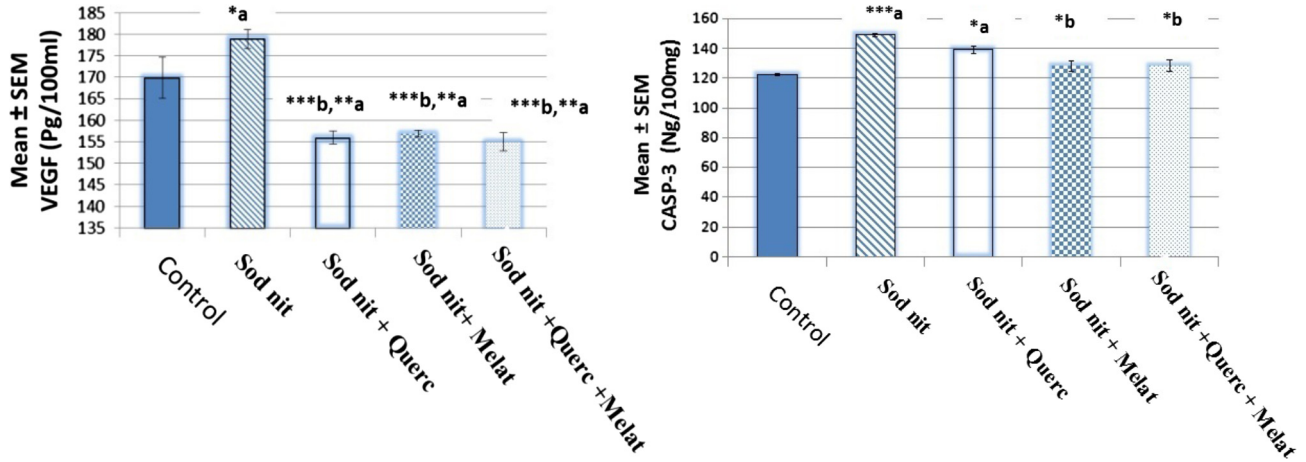 Mean ± SEM
VEGF (Pg/100ml)
185
180
175
170
165
160
155
150
145
140
135
*a
***b,**a
***b,**a
***b,**a
Control
Sod nit
Sod nit + Querc
Sod nit+ Melat
Sod nit +Querc +Melat
Mean ± SEM
CASP-3 (Ng/100mg)
160
140
120
100
80
60
40
20
0
***a
*a
*b
*b
Control
Sod nit
Sod nit + Querc
Sod nit + Melat
Sod nit +Querc + Melat